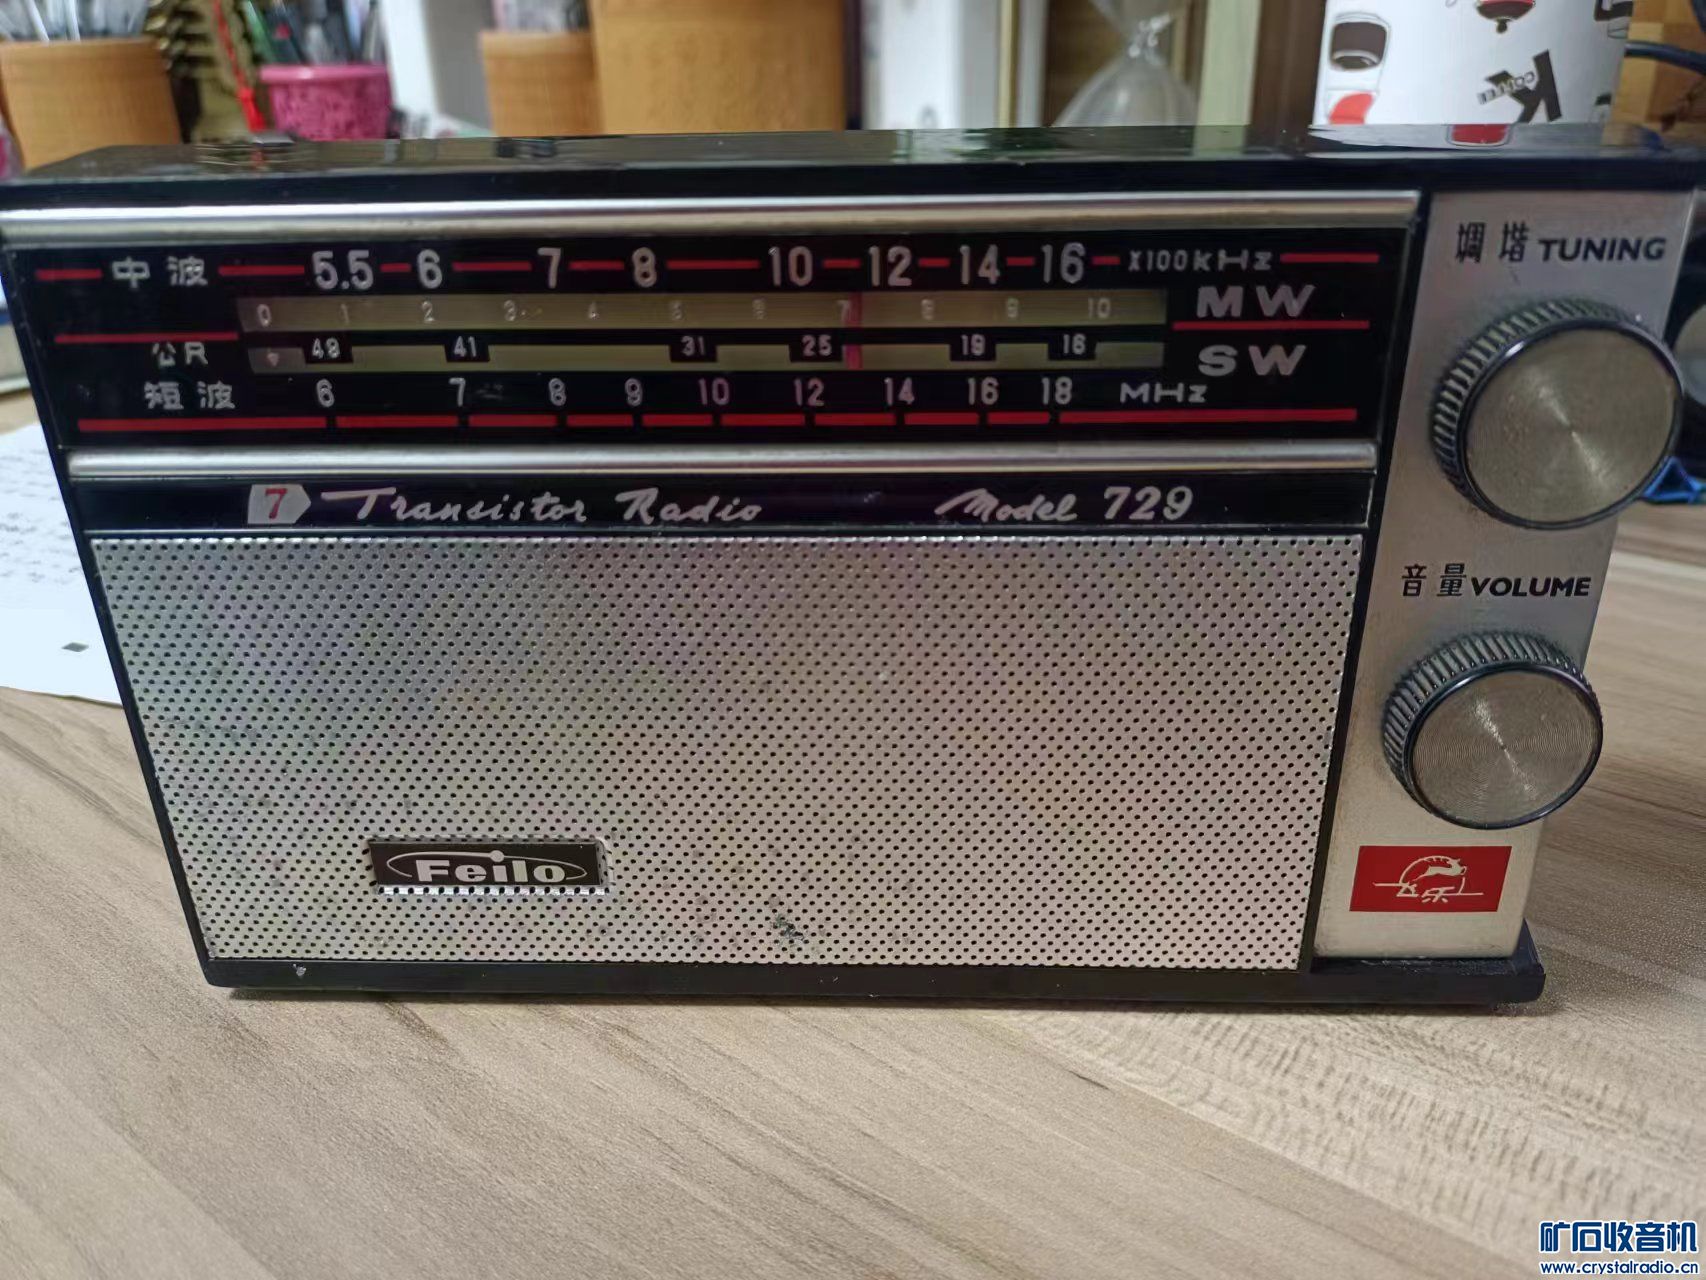 中波 5.5 6 7 8 10 12 14 16 X100kHz
0 1 2 3 4 5 6 7 8 9 10 MW
公尺 49 41 31 25 19 16 SW
短波 6 7 8 9 10 12 14 16 18 MHz
7 Transistor Radio Model 729
调谐 TUNING
音量 VOLUME
Feilo
飞乐
矿石收音机
www.crystalradio.cn